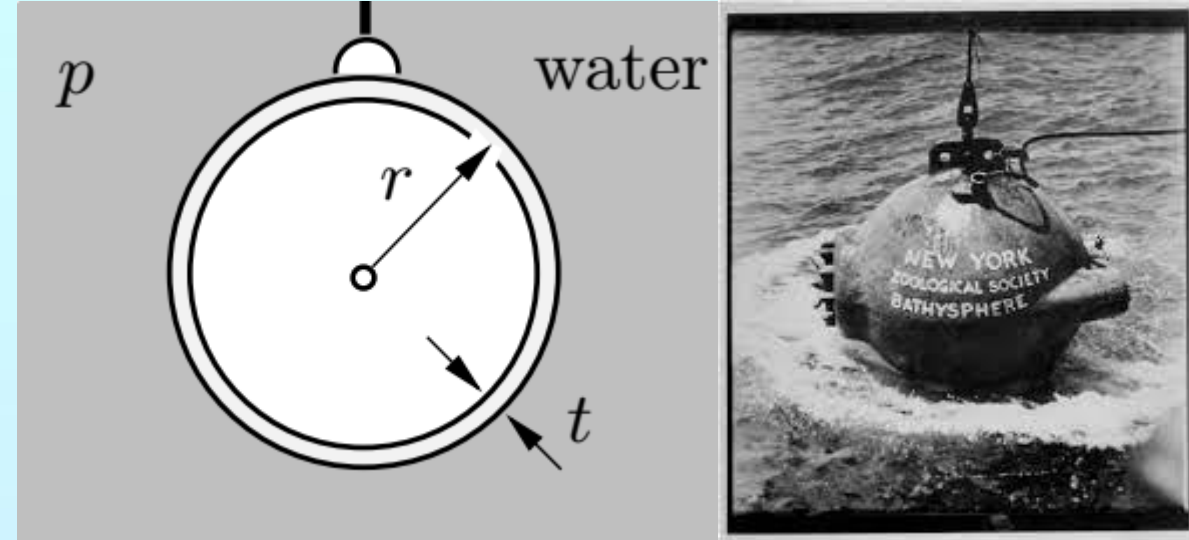 p
water
r
t
NEW YORK
ZOOLOGICAL SOCIETY
BATHYSPHERE